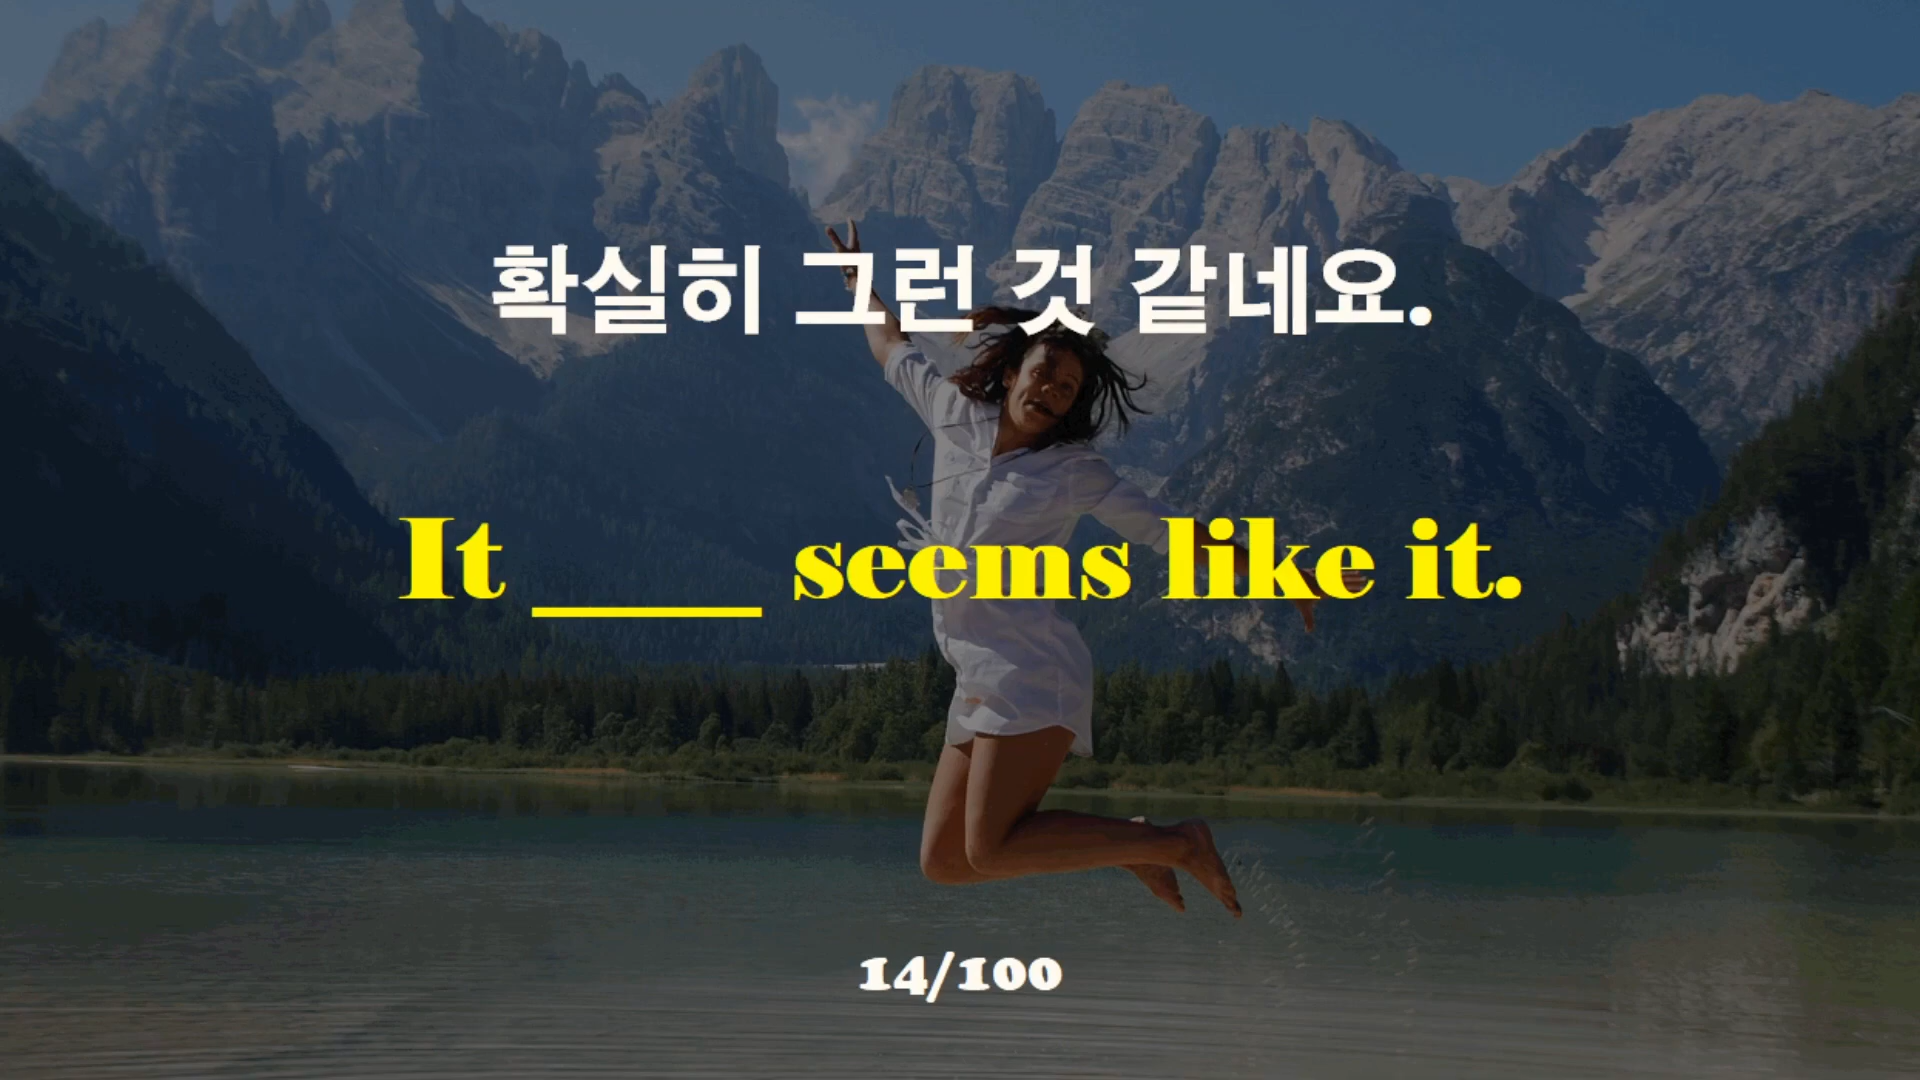 확실히 그런 것 같네요.
It ____ seems like it.
14/100